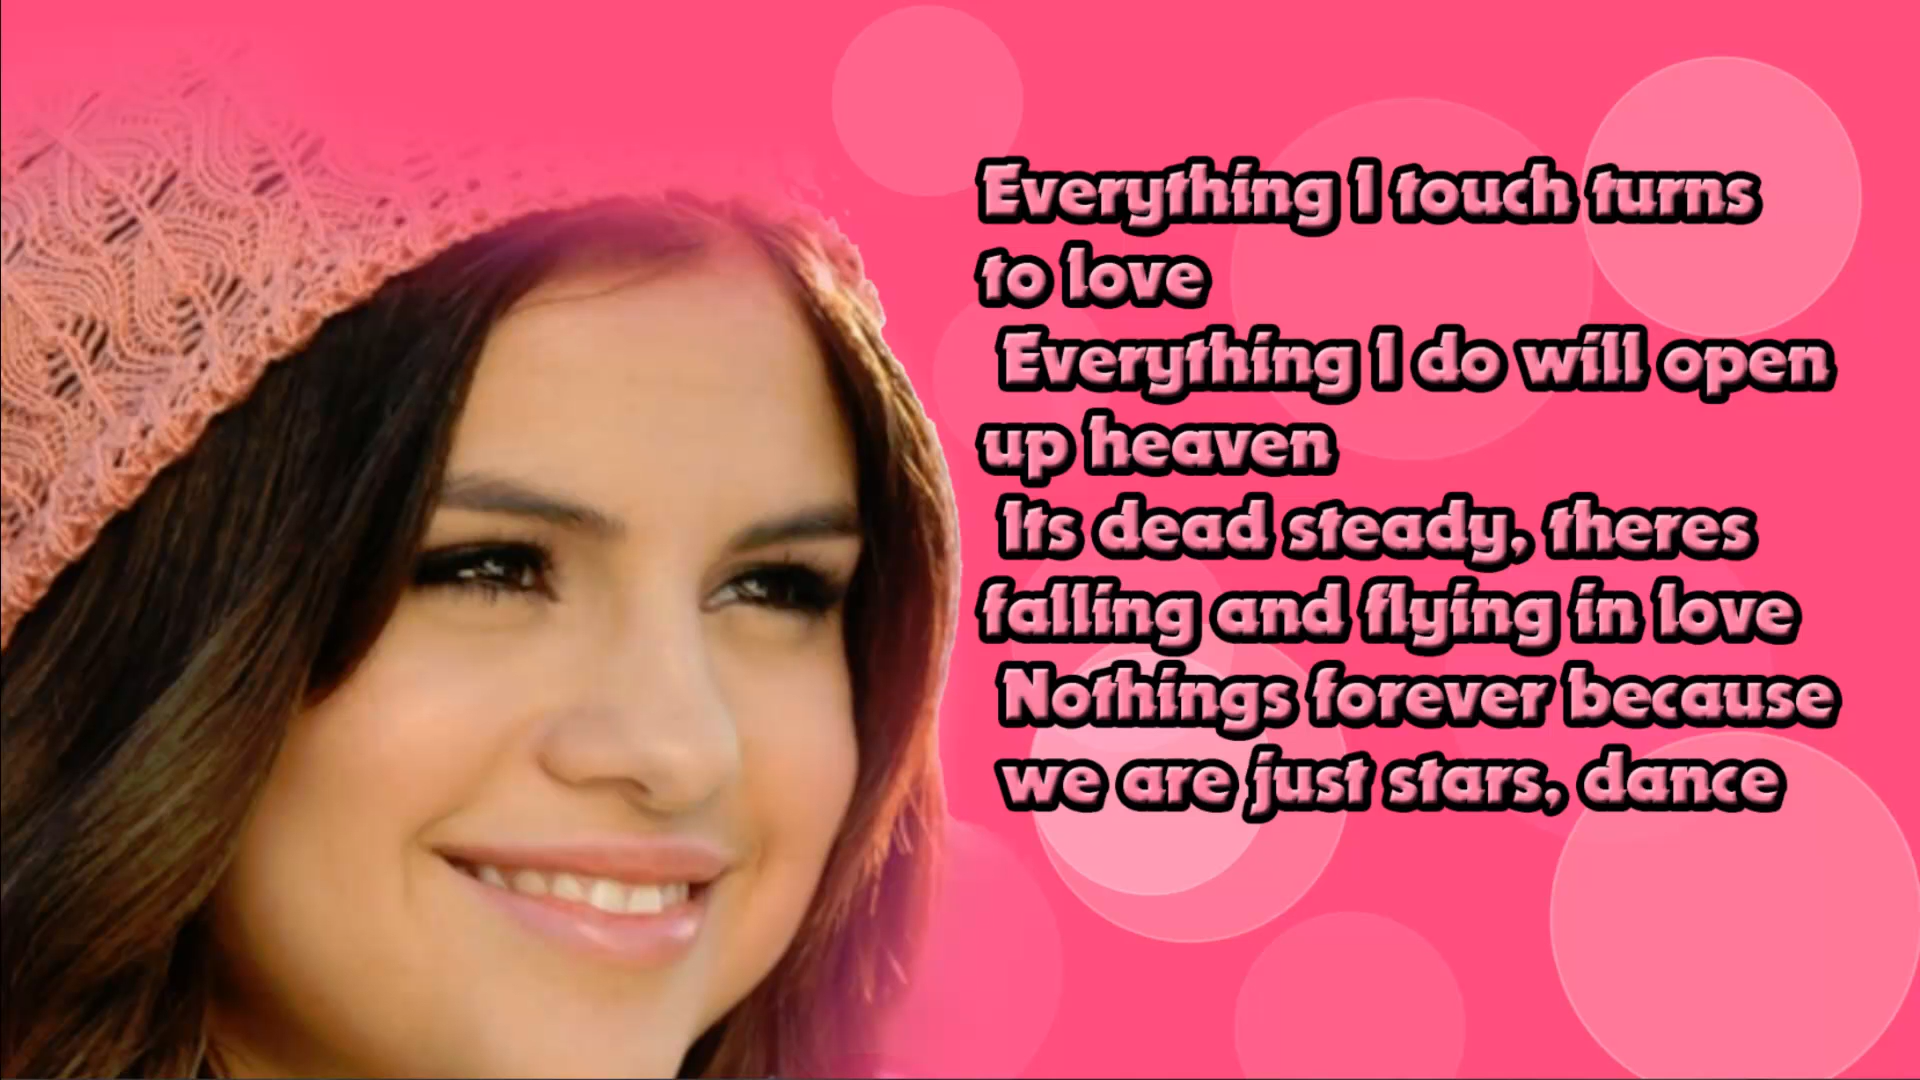 Everything I touch turns
to love
Everything I do will open
up heaven
Its dead steady, theres
falling and flying in love
Nothings forever because
we are just stars, dance